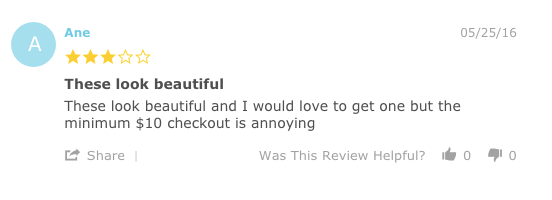 A
Ane
05/25/16
These look beautiful
These look beautiful and I would love to get one but the
minimum $10 checkout is annoying
Share | Was This Review Helpful? 0 0